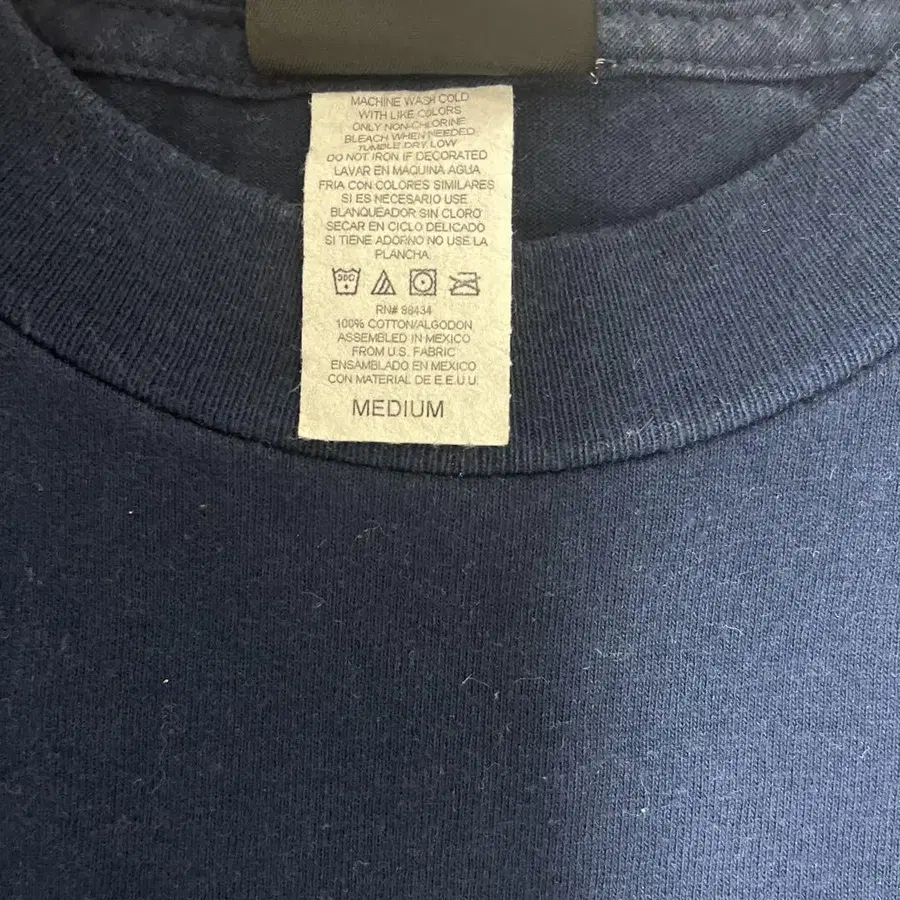 MACHINE WASH COLD
WITH LIKE COLORS
ONLY NON-CHLORINE
BLEACH WHEN NEEDED
TUMBLE DRY LOW
DO NOT IRON IF DECORATED
LAVAR EN MAQUINA AGUA
FRIA CON COLORES SIMILARES
SI ES NECESARIO USE
BLANQUEADOR SIN CLORO
SECAR EN CICLO DELICADO
SI TIENE ADORNO NO USE LA
PLANCHA
RN# 98434
100% COTTON/ALGODON
ASSEMBLED IN MEXICO
FROM U.S. FABRIC
ENSAMBLADO EN MEXICO
CON MATERIAL DE E.E.U.U.
MEDIUM